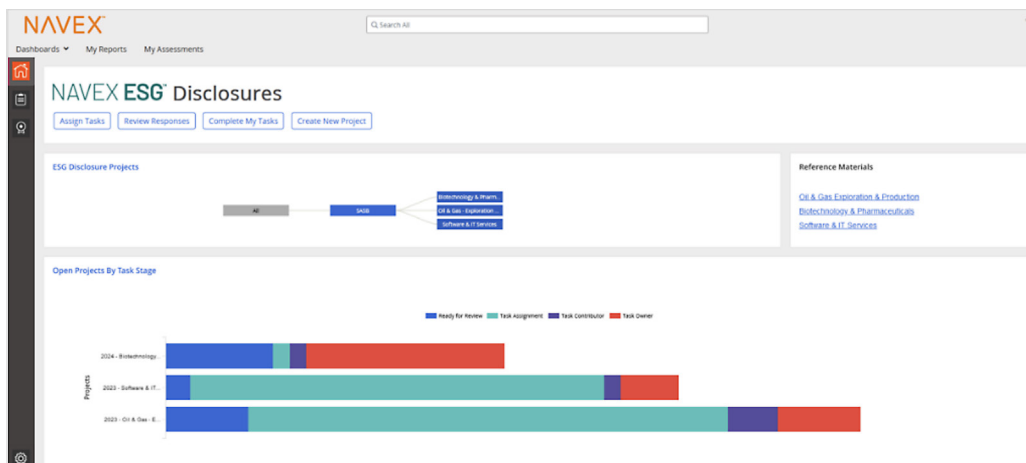 NAVEX™
Search All
Dashboards My Reports My Assessments
NAVEX ESG™ Disclosures
Assign Tasks Review Responses Complete My Tasks Create New Project
ESG Disclosure Projects
All SASB
Biotechnology & Pharm...
Oil & Gas - Exploration ...
Software & IT Services
Reference Materials
Oil & Gas Exploration & Production
Biotechnology & Pharmaceuticals
Software & IT Services
Open Projects By Task Stage
Ready for Review Task Assignment Task Contributor Task Owner
Projects
2024 - Biotechnology...
2023 - Software & IT...
2023 - Oil & Gas - E...